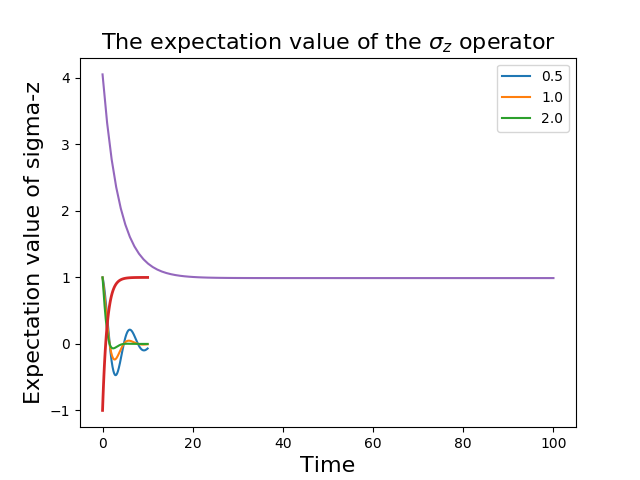 The expectation value of the σz operator
Expectation value of sigma-z
4
3
2
1
0
−1
0.5
1.0
2.0
0 20 40 60 80 100
Time